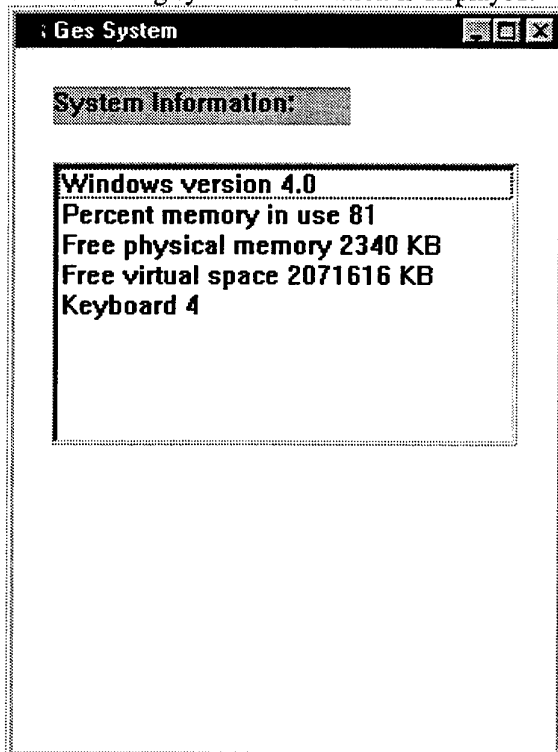 Ges System
System Information:
Windows version 4.0
Percent memory in use 81
Free physical memory 2340 KB
Free virtual space 2071616 KB
Keyboard 4